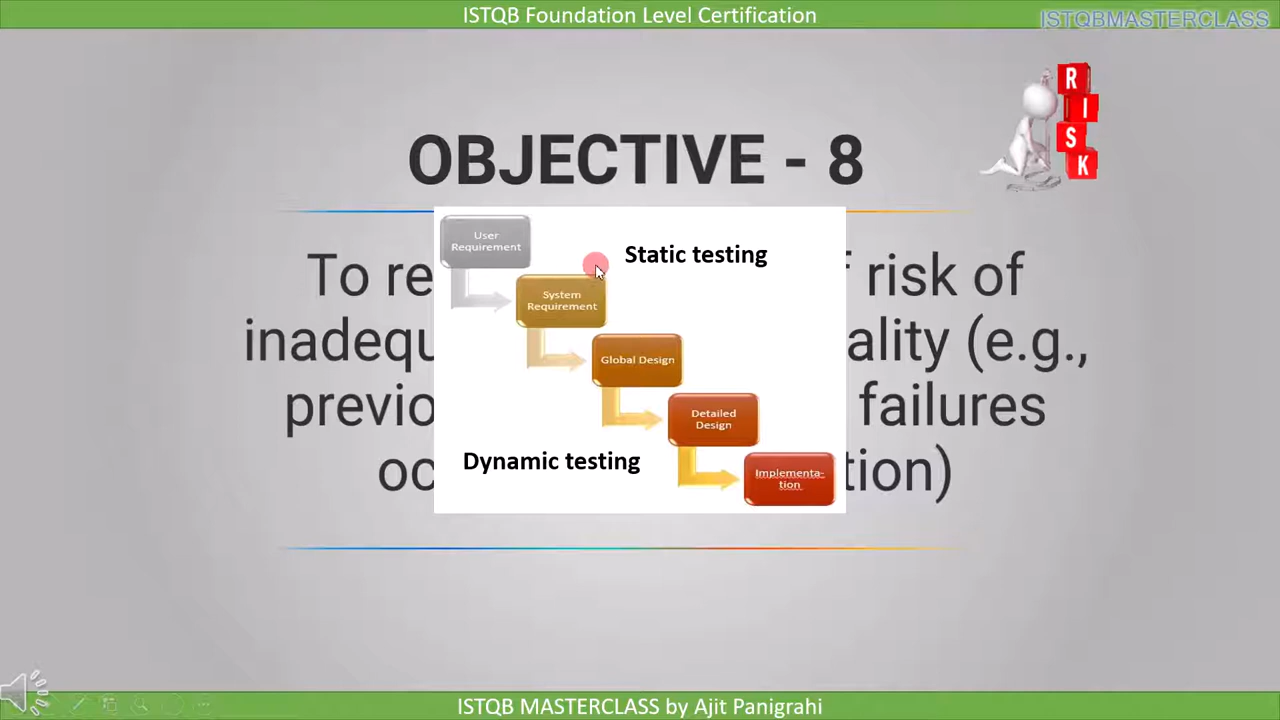 ISTQB Foundation Level Certification
ISTQBMASTERCLASS
R
I
S
K
OBJECTIVE - 8
User
Requirement
Static testing
To re
risk of
System
Requirement
inadequ
ality (e.g.,
Global Design
previo
failures
Detailed
Design
Dynamic testing
oc
tion)
Implementa-
tion
ISTQB MASTERCLASS by Ajit Panigrahi